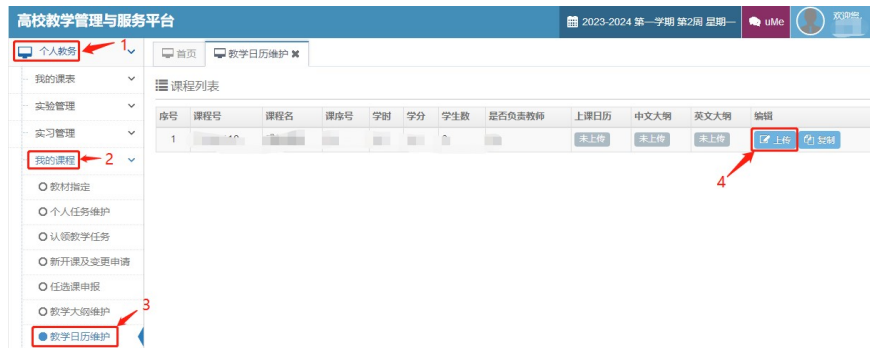 高校教学管理与服务平台
2023-2024 第一学期 第2周 星期一
uMe
个人教务
1
首页
教学日历维护
我的课表
课程列表
实验管理
序号 课程号 课程名 课序号 学时 学分 学生数 是否负责教师 上课日历 中文大纲 英文大纲 编辑
实习管理
1 未上传 未上传 未上传 上传 复制
我的课程
2
4
教材指定
个人任务维护
认领教学任务
新开课及变更申请
任选课申报
教学大纲维护
3
教学日历维护